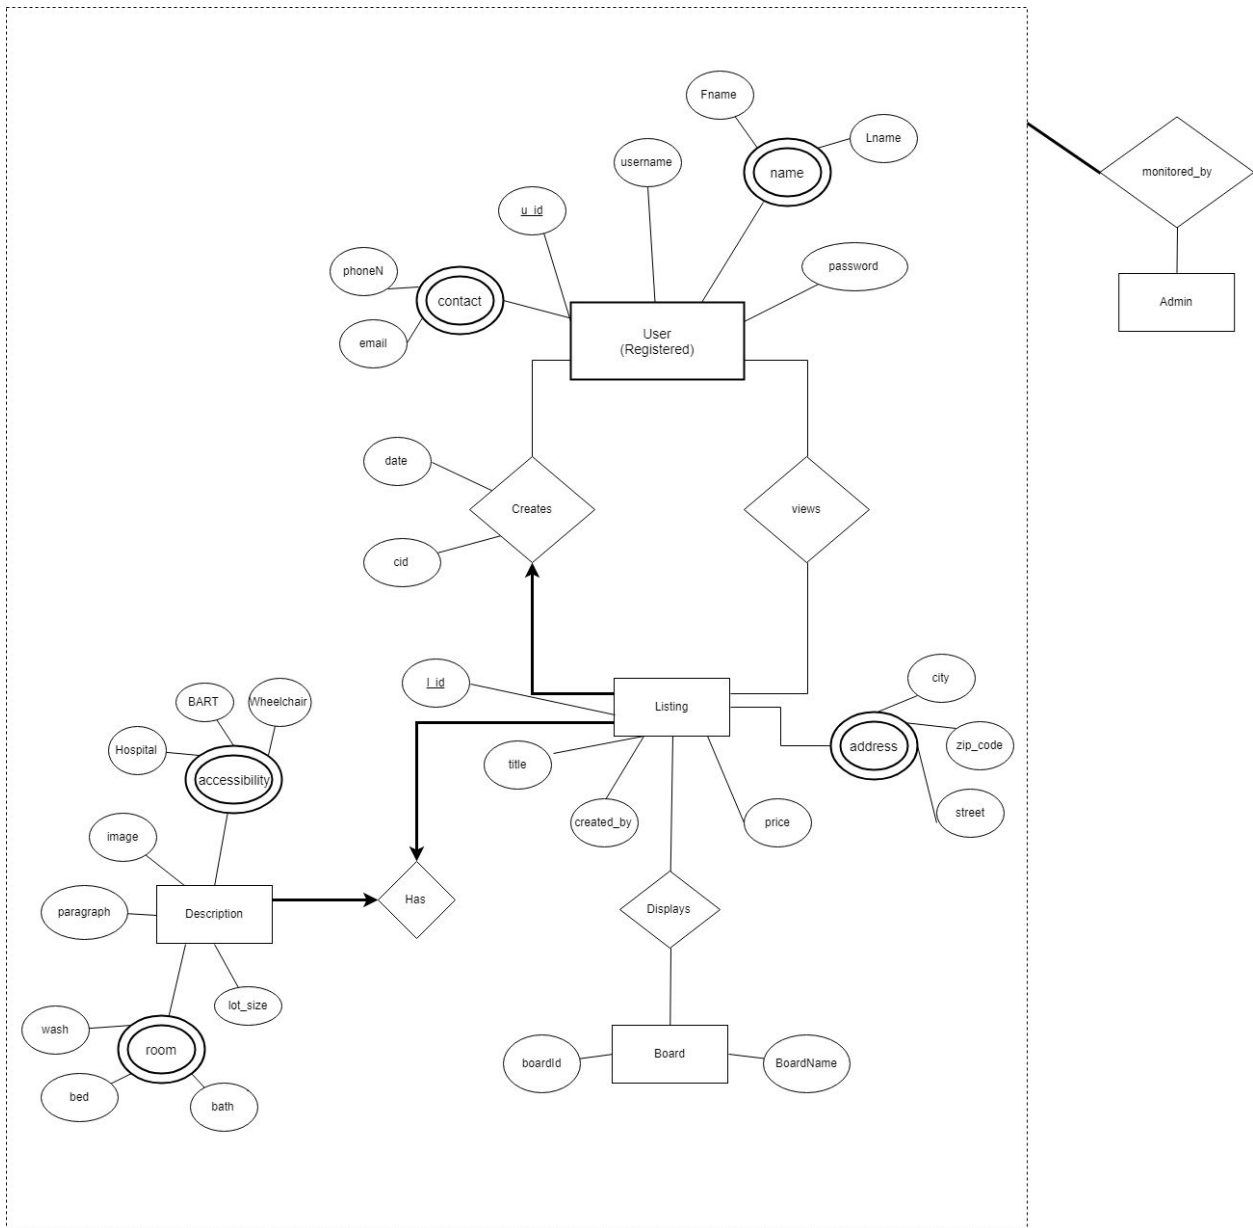 Fname
Lname
username
name
monitored_by
u_id
phoneN
password
contact
Admin
email
User
(Registered)
date
Creates
views
cid
l_id
city
BART
Wheelchair
Listing
Hospital
address
zip_code
title
accessibility
street
created_by
price
image
Has
Displays
paragraph
Description
lot_size
wash
room
Board
boardId
BoardName
bed
bath